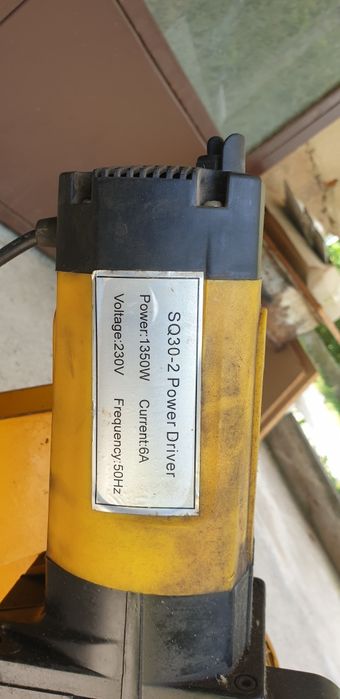 SQ30-2 Power Driver
Power:1350W Current:6A
Voltage:230V Frequency:50Hz